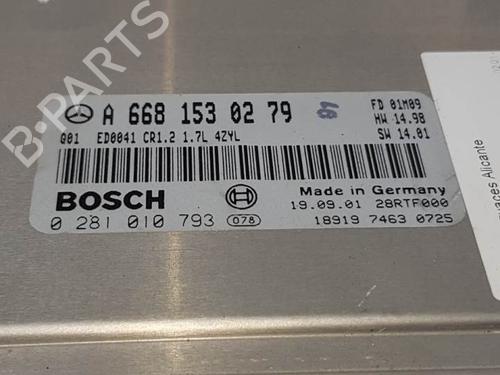 A 668 153 02 79
FD 01M09
HW 14.98
G01 ED0041 CR1.2 1.7L 4ZYL
SW 14.01
BOSCH
Made in Germany
19.09.01 28RTF000
0 281 010 793 078
18919 7463 0725
B-PARTS
Alicante